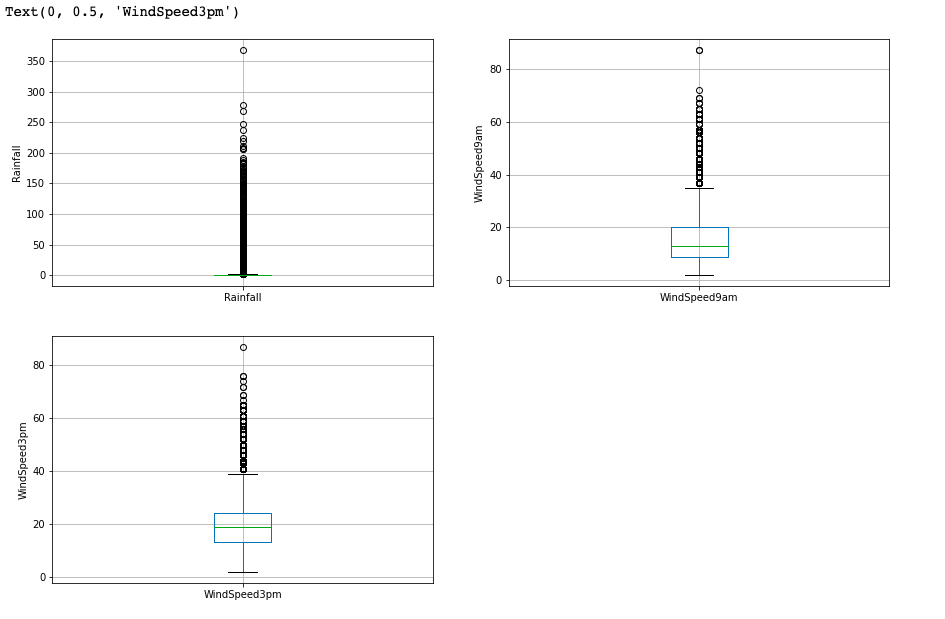 Text(0, 0.5, 'WindSpeed3pm')
350
300
250
200
150
100
50
0
Rainfall
Rainfall
80
60
40
20
0
WindSpeed9am
WindSpeed9am
80
60
40
20
0
WindSpeed3pm
WindSpeed3pm